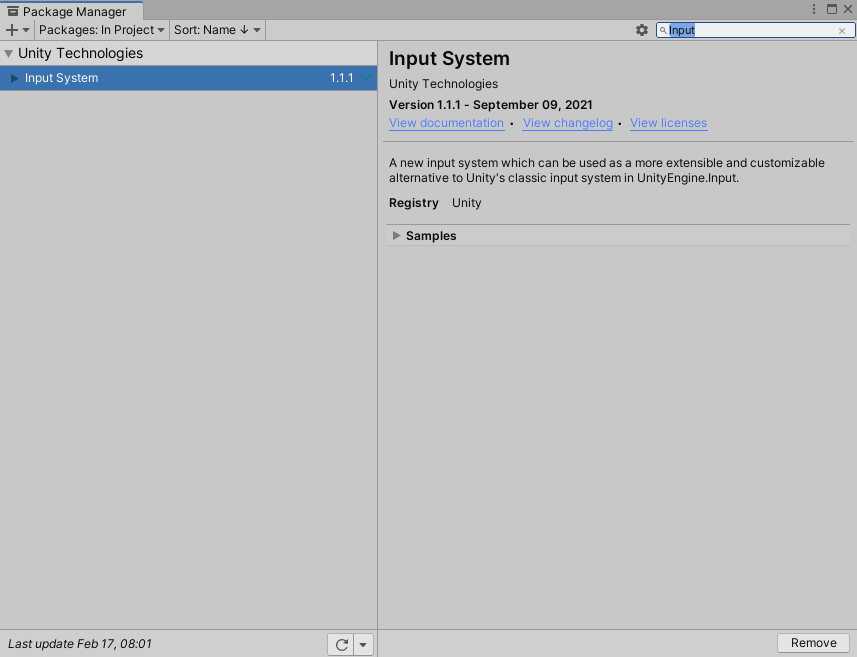 Package Manager
Packages: In Project
Sort: Name ↓
Input
Unity Technologies
Input System 1.1.1
Input System
Unity Technologies
Version 1.1.1 - September 09, 2021
View documentation • View changelog • View licenses
A new input system which can be used as a more extensible and customizable
alternative to Unity's classic input system in UnityEngine.Input.
Registry Unity
Samples
Last update Feb 17, 08:01
Remove